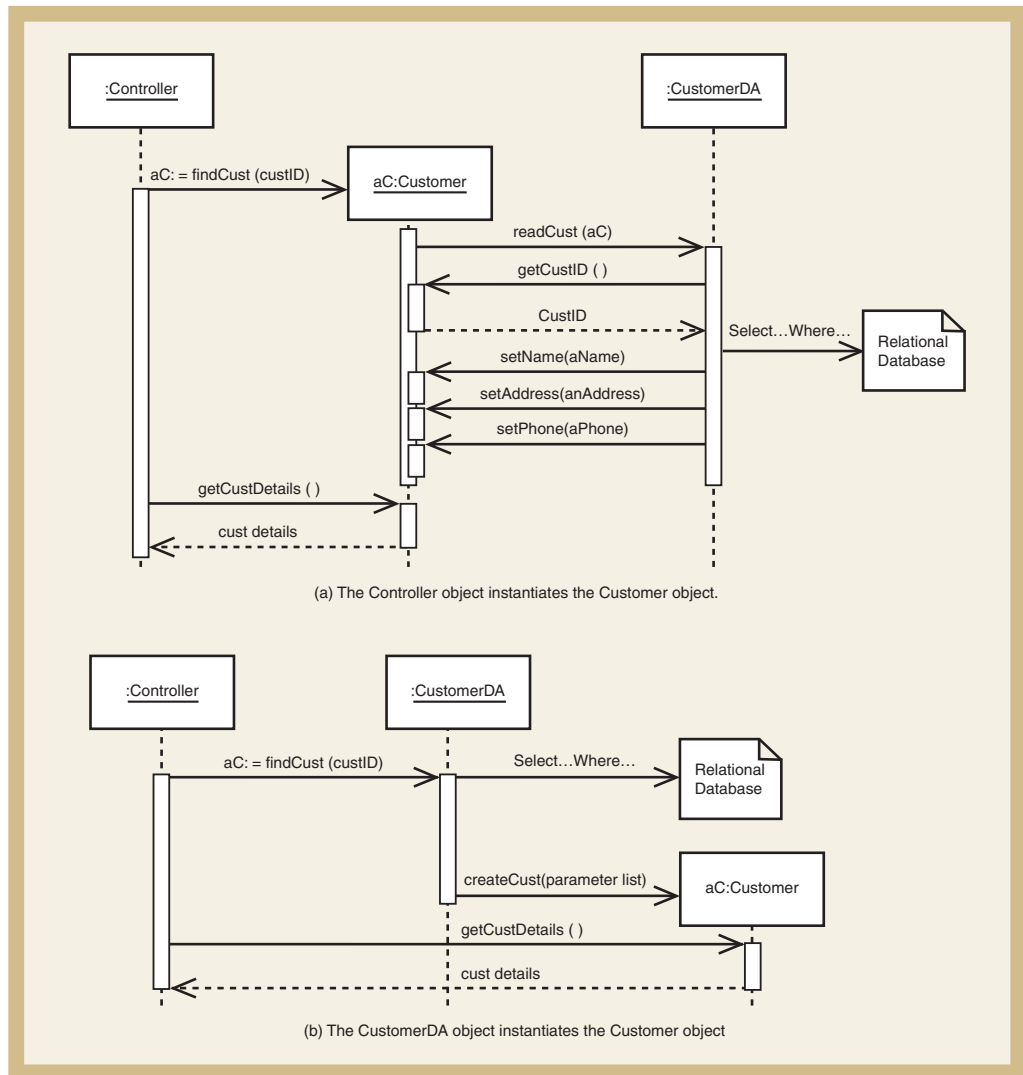 :Controller
:CustomerDA
aC: = findCust (custID)
aC:Customer
readCust (aC)
getCustID ( )
CustID
Select…Where…
Relational
Database
setName(aName)
setAddress(anAddress)
setPhone(aPhone)
getCustDetails ( )
cust details
(a) The Controller object instantiates the Customer object.
:Controller
:CustomerDA
aC: = findCust (custID)
Select…Where…
Relational
Database
createCust(parameter list)
aC:Customer
getCustDetails ( )
cust details
(b) The CustomerDA object instantiates the Customer object